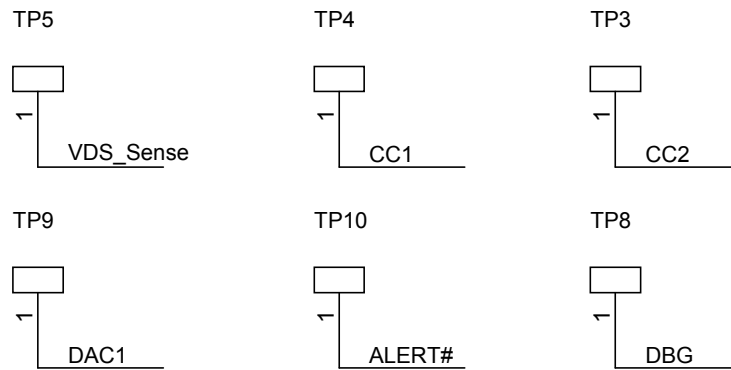 TP5 TP4 TP3
1 1 1
VDS_Sense CC1 CC2
TP9 TP10 TP8
1 1 1
DAC1 ALERT# DBG